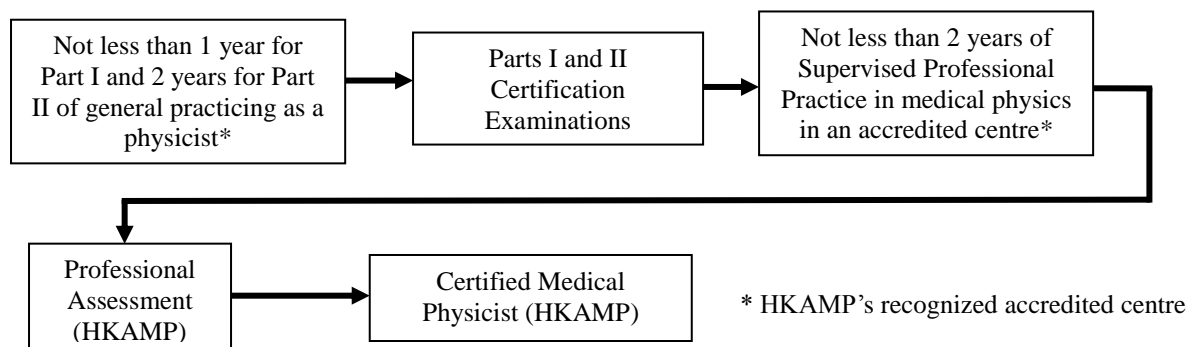 Not less than 1 year for
Part I and 2 years for Part
II of general practicing as a
physicist*
Parts I and II
Certification
Examinations
Not less than 2 years of
Supervised Professional
Practice in medical physics
in an accredited centre*
Professional
Assessment
(HKAMP)
Certified Medical
Physicist (HKAMP)
* HKAMP’s recognized accredited centre